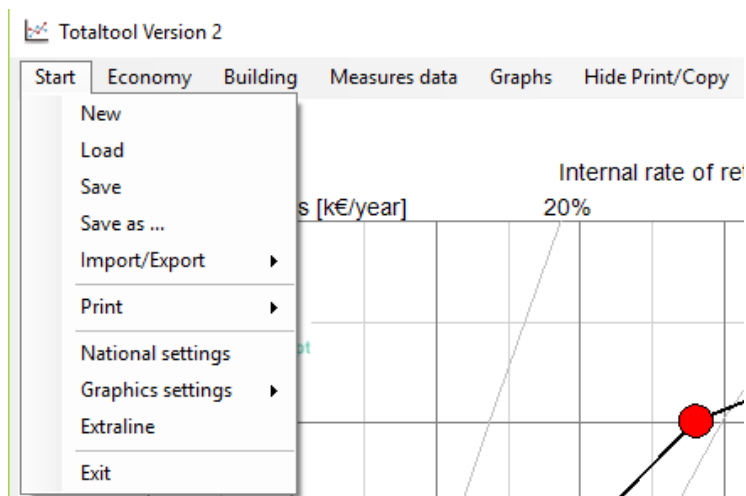 Totaltool Version 2
Start Economy Building Measures data Graphs Hide Print/Copy
New
Load
Save
Save as ...
Import/Export
Print
National settings
Graphics settings
Extraline
Exit
Internal rate of ret
s [k€/year] 20%
pt